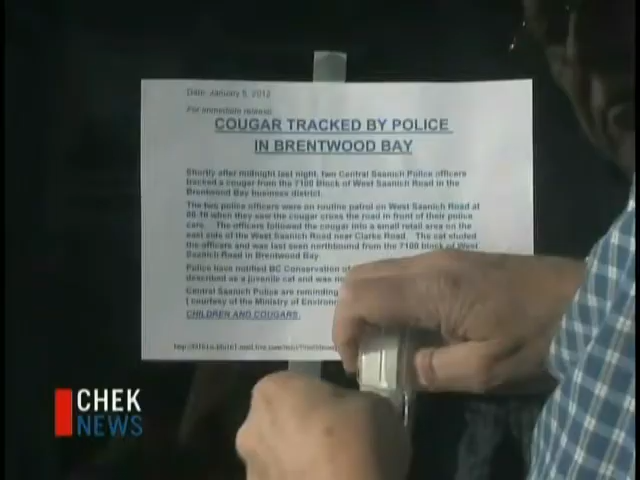 Date: January 5, 2012
For immediate release:
COUGAR TRACKED BY POLICE
IN BRENTWOOD BAY
Shortly after midnight last night, two Central Saanich Police officers
tracked a cougar from the 7100 Block of West Saanich Road in the
Brentwood Bay business district.
The two police officers were on routine patrol on West Saanich Road at
when they saw the cougar cross the road in front of their police
cars. The officers followed the cougar into a small retail area on the
east side of the West Saanich Road near Clarke Road. The cat eluded
the officers and was last seen northbound from the 7100 block of West
Saanich Road in Brentwood Bay.
Police have notified BC Conservation
described as a juvenile cat and was
Central Saanich Police are reminding
( courtesy of the Ministry of
CHILDREN AND COUGARS.
CHEK
NEWS